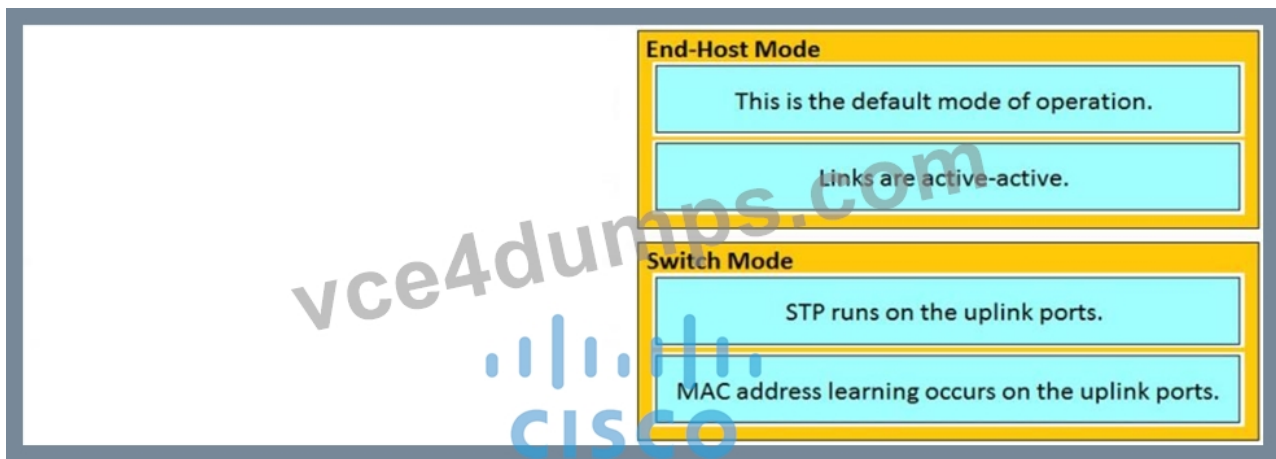 End-Host Mode
This is the default mode of operation.
Links are active-active.
Switch Mode
STP runs on the uplink ports.
MAC address learning occurs on the uplink ports.
vce4dumps.com
CISCO